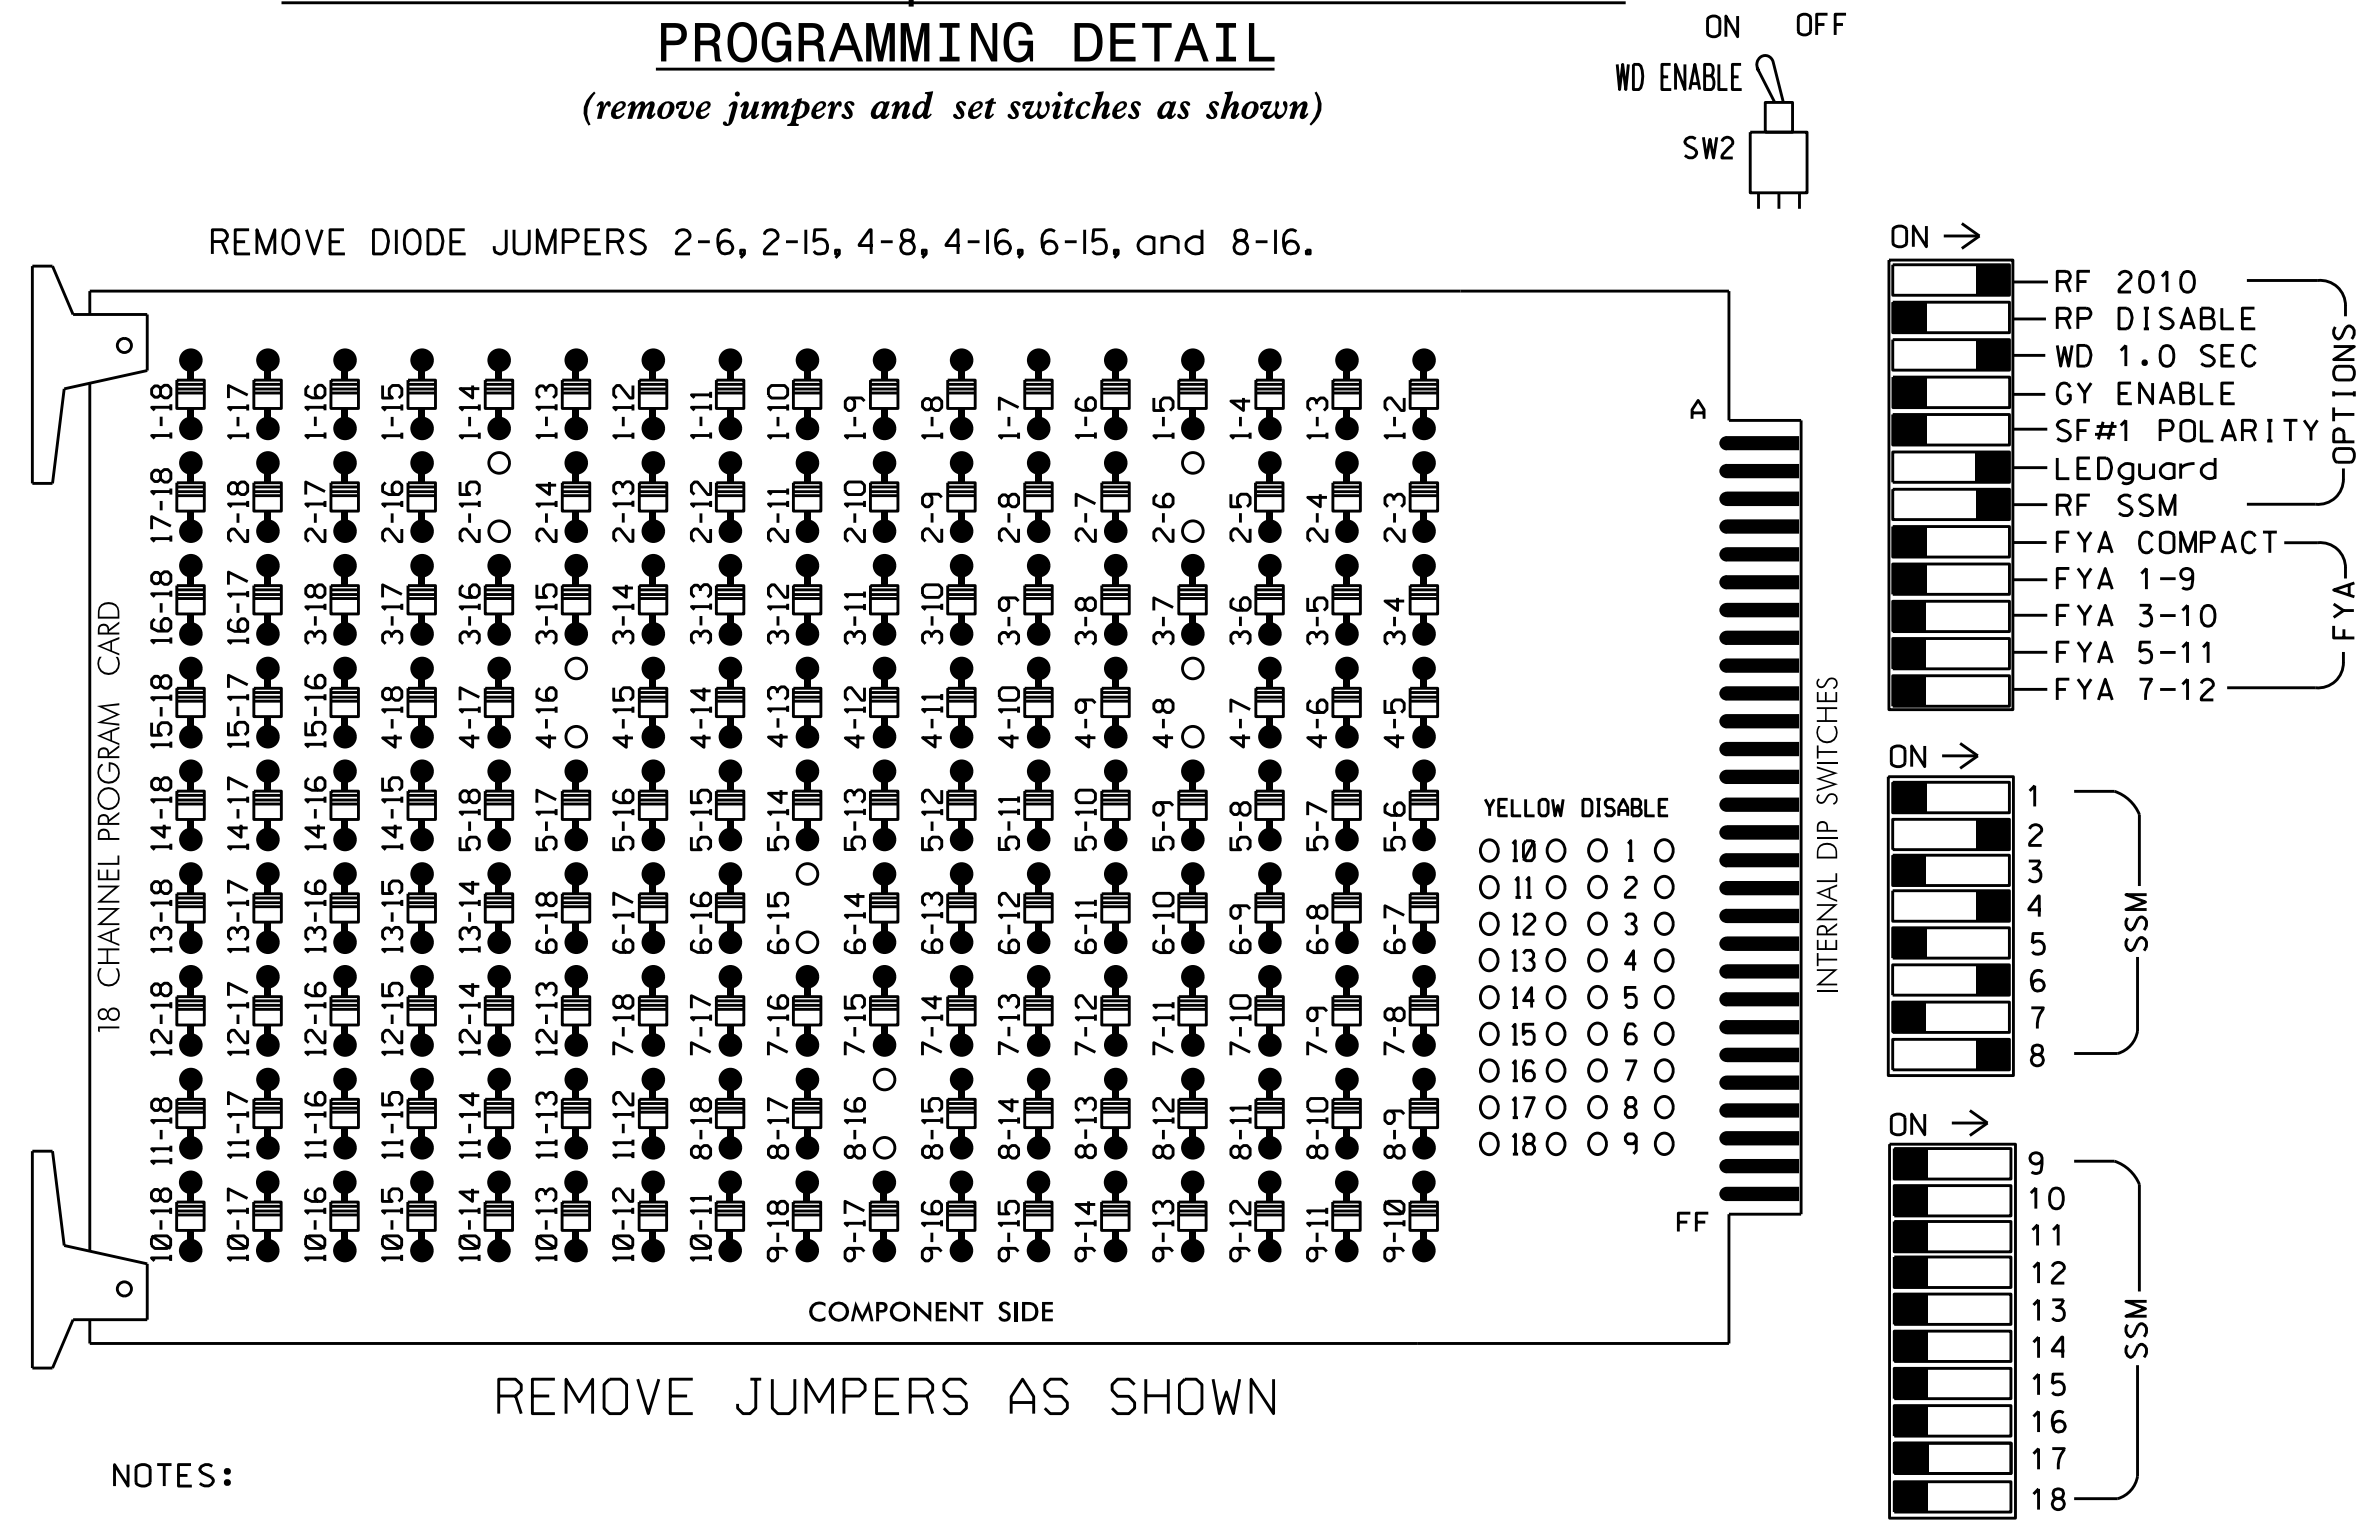 PROGRAMMING DETAIL
(remove jumpers and set switches as shown)
ON OFF
WD ENABLE
SW2
REMOVE DIODE JUMPERS 2-6, 2-15, 4-8, 4-16, 6-15, and 8-16.
18 CHANNEL PROGRAM CARD
1-18 1-17 1-16 1-15 1-14 1-13 1-12 1-11 1-10 1-9 1-8 1-7 1-6 1-5 1-4 1-3 1-2
17-18 2-18 2-17 2-16 2-15 2-14 2-13 2-12 2-11 2-10 2-9 2-8 2-7 2-6 2-5 2-4 2-3
16-18 16-17 3-18 3-17 3-16 3-15 3-14 3-13 3-12 3-11 3-10 3-9 3-8 3-7 3-6 3-5 3-4
15-18 15-17 15-16 4-18 4-17 4-16 4-15 4-14 4-13 4-12 4-11 4-10 4-9 4-8 4-7 4-6 4-5
14-18 14-17 14-16 14-15 5-18 5-17 5-16 5-15 5-14 5-13 5-12 5-11 5-10 5-9 5-8 5-7 5-6
13-18 13-17 13-16 13-15 13-14 6-18 6-17 6-16 6-15 6-14 6-13 6-12 6-11 6-10 6-9 6-8 6-7
12-18 12-17 12-16 12-15 12-14 12-13 7-18 7-17 7-16 7-15 7-14 7-13 7-12 7-11 7-10 7-9 7-8
11-18 11-17 11-16 11-15 11-14 11-13 11-12 8-18 8-17 8-16 8-15 8-14 8-13 8-12 8-11 8-10 8-9
10-18 10-17 10-16 10-15 10-14 10-13 10-12 10-11 9-18 9-17 9-16 9-15 9-14 9-13 9-12 9-11 9-10
A
YELLOW DISABLE
10 1
11 2
12 3
13 4
14 5
15 6
16 7
17 8
18 9
FF
COMPONENT SIDE
INTERNAL DIP SWITCHES
REMOVE JUMPERS AS SHOWN
NOTES:
ON →
RF 2010
RP DISABLE
WD 1.0 SEC
GY ENABLE
SF#1 POLARITY
LEDguard
RF SSM
OPTIONS
FYA COMPACT
FYA 1-9
FYA 3-10
FYA 5-11
FYA 7-12
FYA
ON →
1
2
3
4
5
6
7
8
SSM
ON →
9
10
11
12
13
14
15
16
17
18
SSM